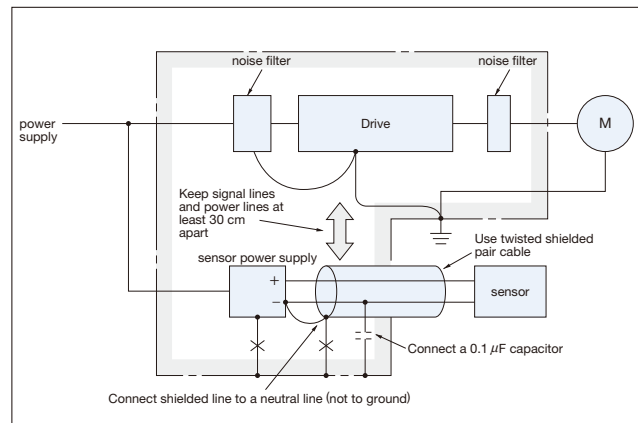 noise filter
noise filter
Drive
M
power
supply
Keep signal lines
and power lines at
least 30 cm
apart
Use twisted shielded
pair cable
sensor power supply
+
−
sensor
Connect a 0.1 μF capacitor
Connect shielded line to a neutral line (not to ground)